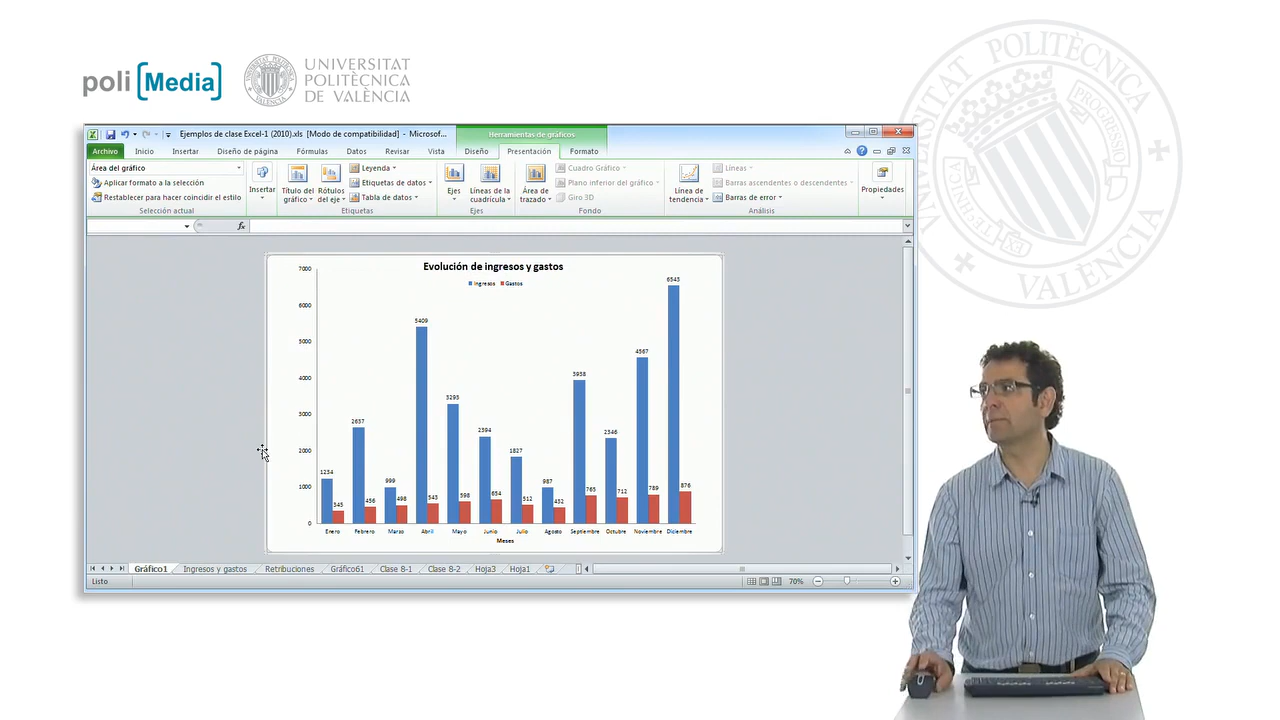 poli [Media]
UNIVERSITAT
POLITÈCNICA
DE VALÈNCIA
UNIVERSITAT POLITÈCNICA
DE VALÈNCIA
Ejemplos de clase Excel-1 (2010).xls [Modo de compatibilidad] - Microsof...
Herramientas de gráficos
Archivo Inicio Insertar Diseño de página Fórmulas Datos Revisar Vista Diseño Presentación Formato
Área del gráfico
Aplicar formato a la selección
Restablecer para hacer coincidir el estilo
Selección actual
Insertar
Título del gráfico
Rótulos del eje
Leyenda
Etiquetas de datos
Tabla de datos
Etiquetas
Ejes
Líneas de la cuadrícula
Ejes
Área de trazado
Cuadro Gráfico
Plano inferior del gráfico
Giro 3D
Fondo
Línea de tendencia
Líneas
Barras ascendentes o descendentes
Barras de error
Análisis
Propiedades
fx
Evolución de ingresos y gastos
Ingresos Gastos
7000
6000
5000
4000
3000
2000
1000
0
1234 2637 999 5409 3293 2394 1827 987 3958 2346 4567 6543
345 456 498 543 598 654 512 432 765 712 789 876
Enero Febrero Marzo Abril Mayo Junio Julio Agosto Septiembre Octubre Noviembre Diciembre
Meses
Gráfico1 Ingresos y gastos Retribuciones Gráfico61 Clase 8-1 Clase 8-2 Hoja3 Hoja1
Listo
70%